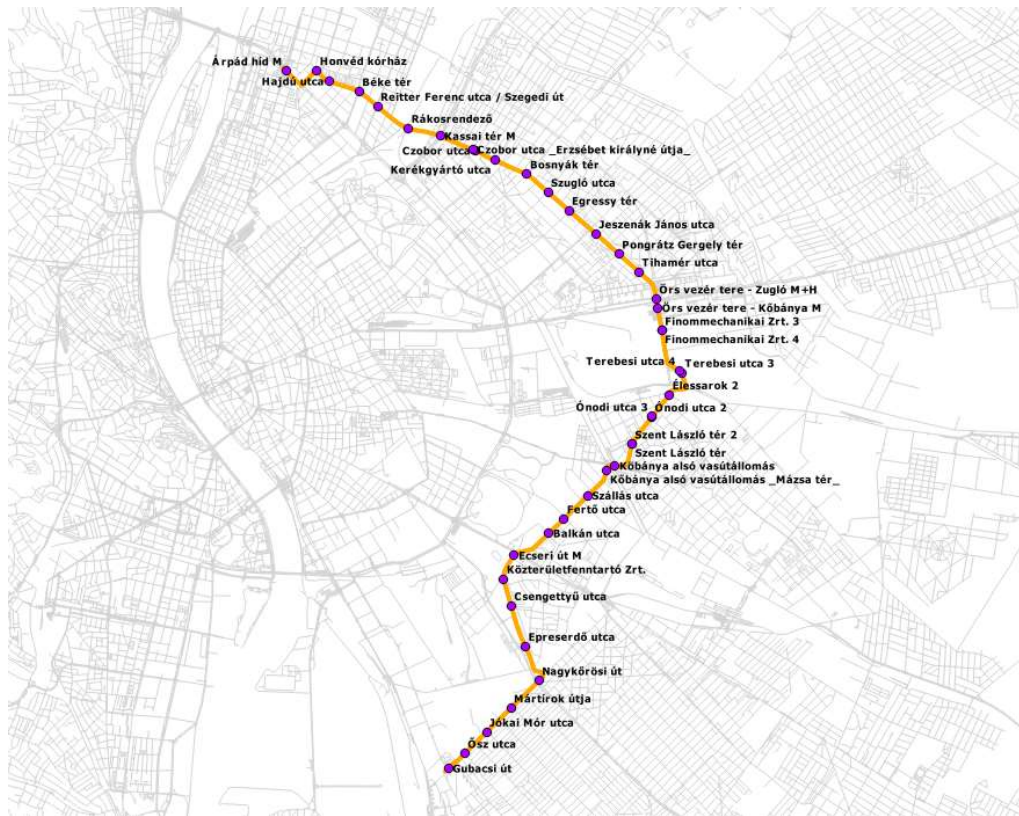 Árpád híd M
Honvéd kórház
Hajdú utca
Béke tér
Reitter Ferenc utca / Szegedi út
Rákosrendező
Kassai tér M
Czobor utca
Czobor utca _Erzsébet királyné útja_
Kerékgyártó utca
Bosnyák tér
Szugló utca
Egressy tér
Jeszenák János utca
Pongrátz Gergely tér
Tihamér utca
Örs vezér tere - Zugló M+H
Örs vezér tere - Kőbánya M
Finommechanikai Zrt. 3
Finommechanikai Zrt. 4
Terebesi utca 4
Terebesi utca 3
Élessarok 2
Ónodi utca 3
Ónodi utca 2
Szent László tér 2
Szent László tér
Kőbánya alsó vasútállomás
Kőbánya alsó vasútállomás _Mázsa tér_
Szállás utca
Fertő utca
Balkán utca
Ecseri út M
Közterületfenntartó Zrt.
Csengettyű utca
Epreserdő utca
Nagykőrösi út
Mártírok útja
Jókai Mór utca
Ősz utca
Gubacsi út